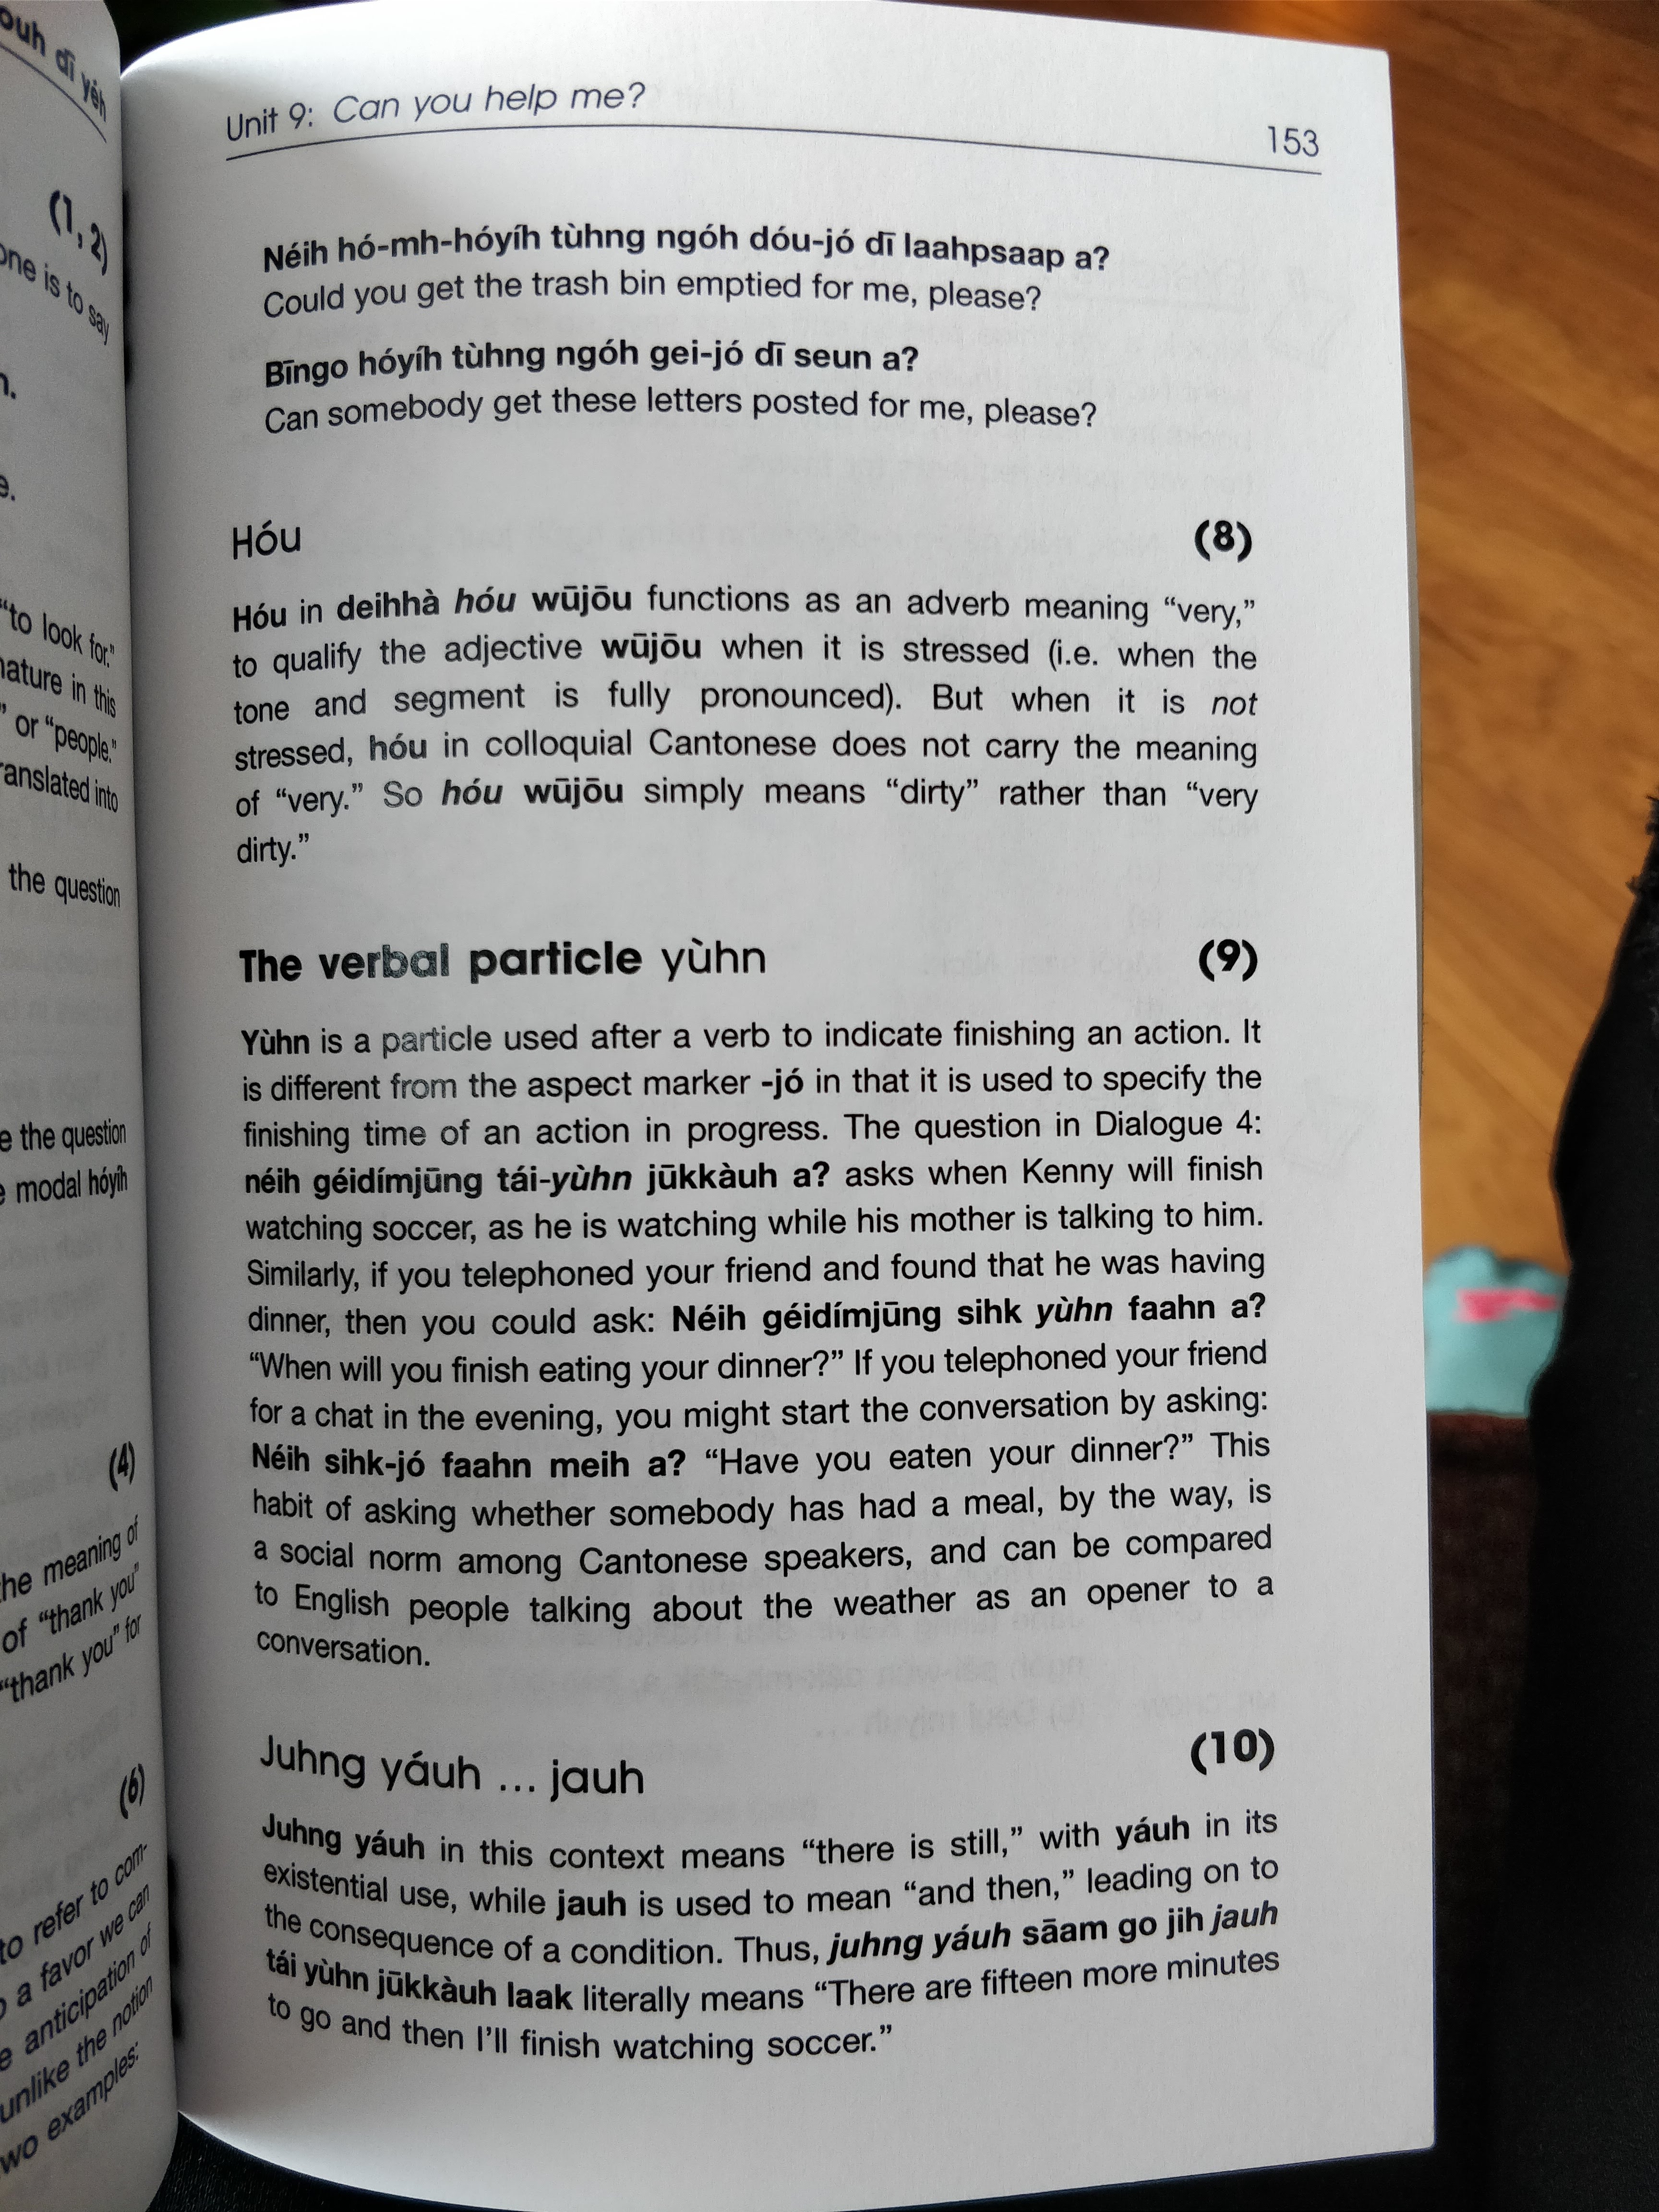 ouh dī yéh
(1, 2)
one is to say
n.
e.
“to look for.”
nature in this
” or “people.”
translated into
the question
e the question
e modal hóyíh
(4)
the meaning of
of “thank you”
“thank you” for
(6)
to refer to com-
a favor we can
e anticipation of
unlike the notion
two examples:
Unit 9: Can you help me?
153
Néih hó-mh-hóyíh tùhng ngóh dóu-jó dī laahpsaap a?
Could you get the trash bin emptied for me, please?
Bīngo hóyíh tùhng ngóh gei-jó dī seun a?
Can somebody get these letters posted for me, please?
Hóu (8)
Hóu in deihhà hóu wūjōu functions as an adverb meaning “very,”
to qualify the adjective wūjōu when it is stressed (i.e. when the
tone and segment is fully pronounced). But when it is not
stressed, hóu in colloquial Cantonese does not carry the meaning
of “very.” So hóu wūjōu simply means “dirty” rather than “very
dirty.”
The verbal particle yùhn (9)
Yùhn is a particle used after a verb to indicate finishing an action. It
is different from the aspect marker -jó in that it is used to specify the
finishing time of an action in progress. The question in Dialogue 4:
néih géidímjūng tái-yùhn jūkkàuh a? asks when Kenny will finish
watching soccer, as he is watching while his mother is talking to him.
Similarly, if you telephoned your friend and found that he was having
dinner, then you could ask: Néih géidímjūng sihk yùhn faahn a?
“When will you finish eating your dinner?” If you telephoned your friend
for a chat in the evening, you might start the conversation by asking:
Néih sihk-jó faahn meih a? “Have you eaten your dinner?” This
habit of asking whether somebody has had a meal, by the way, is
a social norm among Cantonese speakers, and can be compared
to English people talking about the weather as an opener to a
conversation.
Juhng yáuh ... jauh (10)
Juhng yáuh in this context means “there is still,” with yáuh in its
existential use, while jauh is used to mean “and then,” leading on to
the consequence of a condition. Thus, juhng yáuh sāam go jih jauh
tái yùhn jūkkàuh laak literally means “There are fifteen more minutes
to go and then I’ll finish watching soccer.”